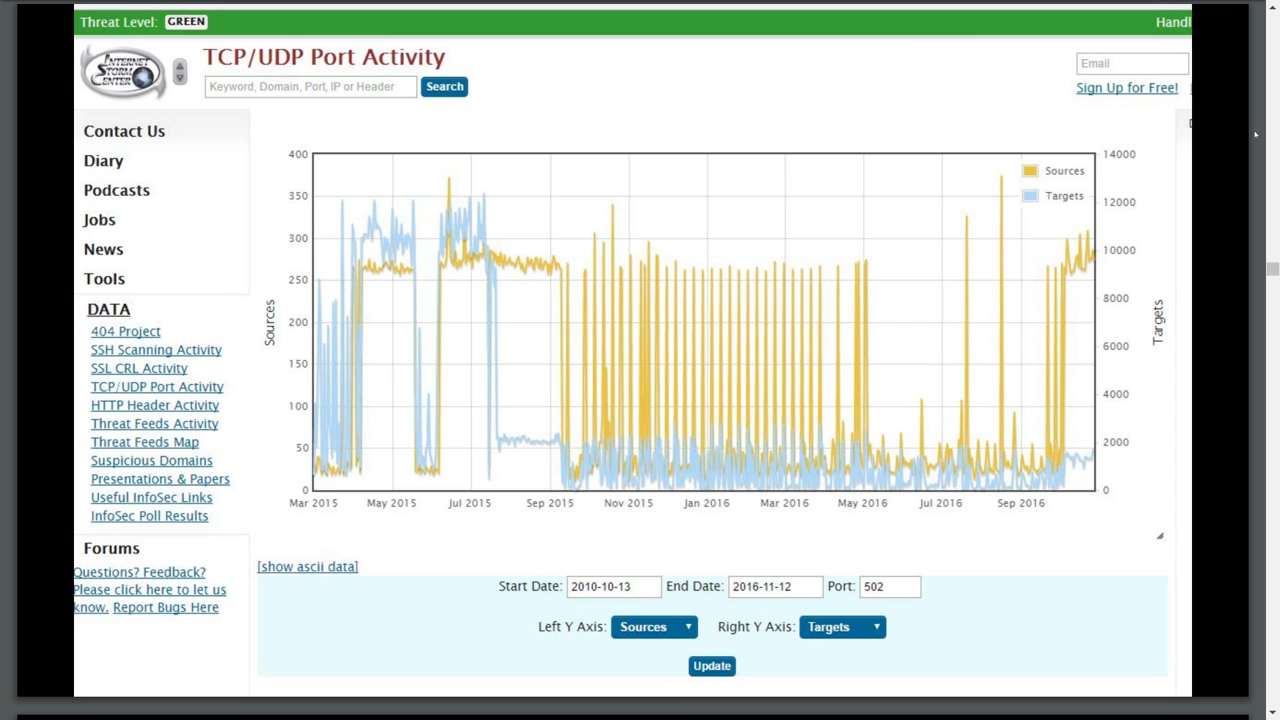 Threat Level: GREEN
Handl
INTERNET
STORM
CENTER
TCP/UDP Port Activity
Keyword, Domain, Port, IP or Header
Search
Email
Sign Up for Free!
Contact Us
Diary
Podcasts
Jobs
News
Tools
DATA
404 Project
SSH Scanning Activity
SSL CRL Activity
TCP/UDP Port Activity
HTTP Header Activity
Threat Feeds Activity
Threat Feeds Map
Suspicious Domains
Presentations & Papers
Useful InfoSec Links
InfoSec Poll Results
Forums
Questions? Feedback?
Please click here to let us
know. Report Bugs Here
400
350
300
250
200
150
100
50
0
Sources
14000
12000
10000
8000
6000
4000
2000
0
Targets
Sources
Targets
Mar 2015 May 2015 Jul 2015 Sep 2015 Nov 2015 Jan 2016 Mar 2016 May 2016 Jul 2016 Sep 2016
[show ascii data]
Start Date: 2010-10-13 End Date: 2016-11-12 Port: 502
Left Y Axis: Sources Right Y Axis: Targets
Update